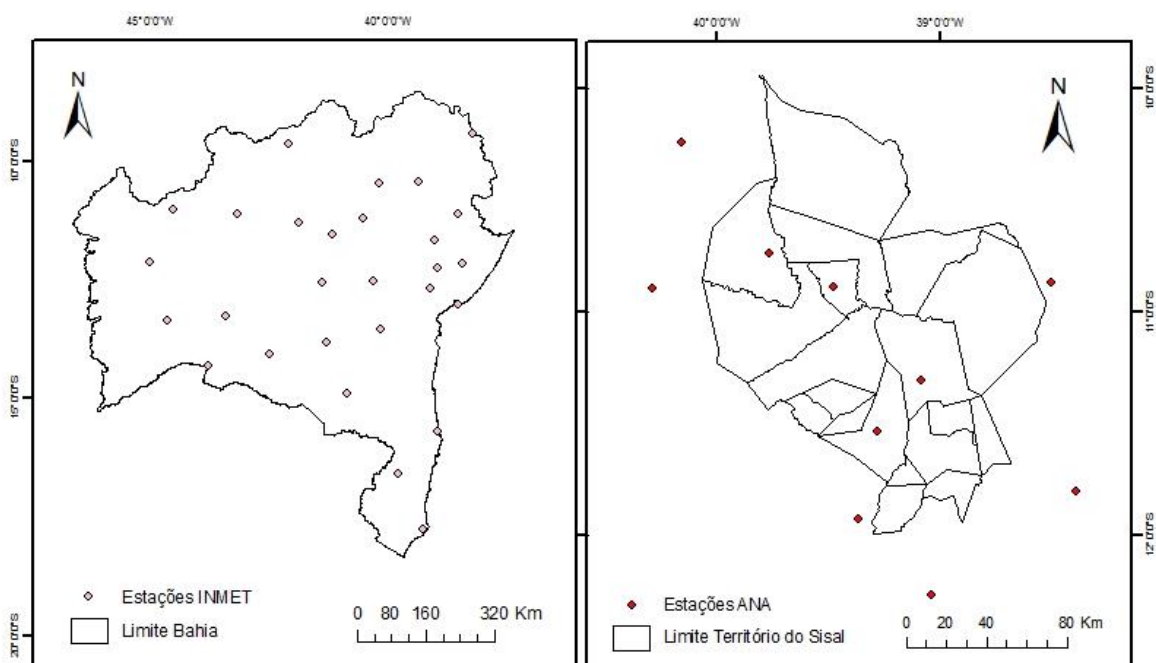 45°0'0"W 40°0'0"W
N
10°0'0"S
15°0'0"S
20°0'0"S
Estações INMET
Limite Bahia
0 80 160 320 Km
40°0'0"W 39°0'0"W
N
10°0'0"S
11°0'0"S
12°0'0"S
Estações ANA
Limite Território do Sisal
0 20 40 80 Km